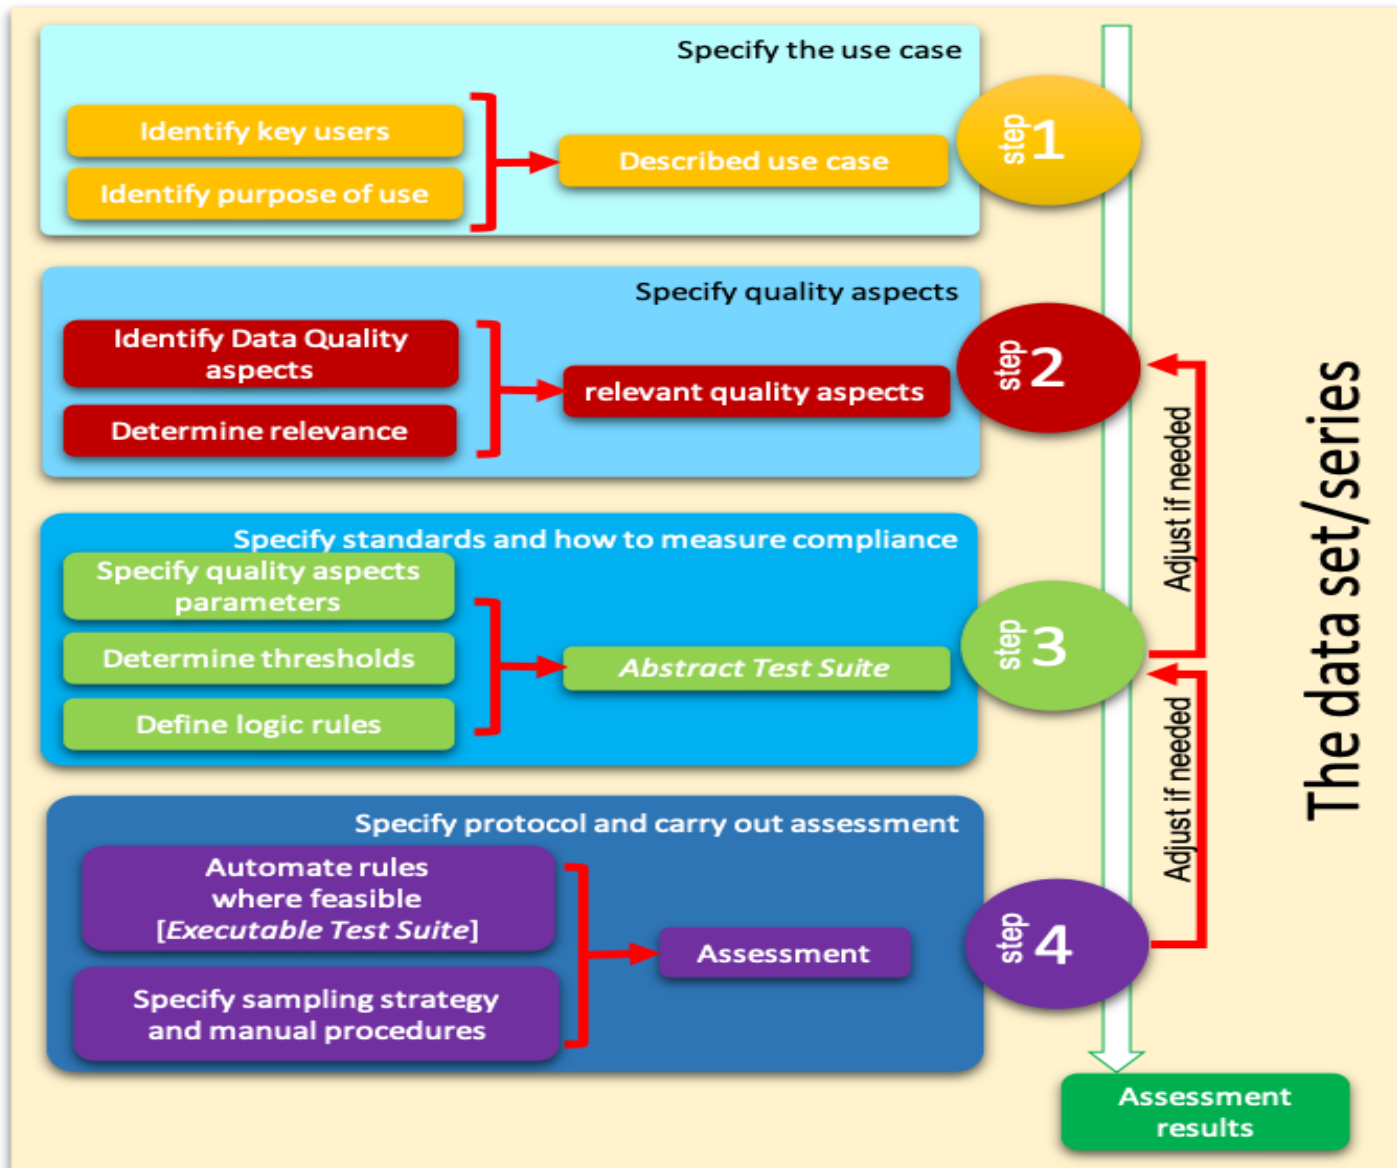 Specify the use case
Identify key users
Identify purpose of use
Described use case
step 1
Specify quality aspects
Identify Data Quality
aspects
Determine relevance
relevant quality aspects
step 2
Adjust if needed
Specify standards and how to measure compliance
Specify quality aspects
parameters
Determine thresholds
Define logic rules
Abstract Test Suite
step 3
Adjust if needed
Specify protocol and carry out assessment
Automate rules
where feasible
[Executable Test Suite]
Specify sampling strategy
and manual procedures
Assessment
step 4
The data set/series
Assessment
results